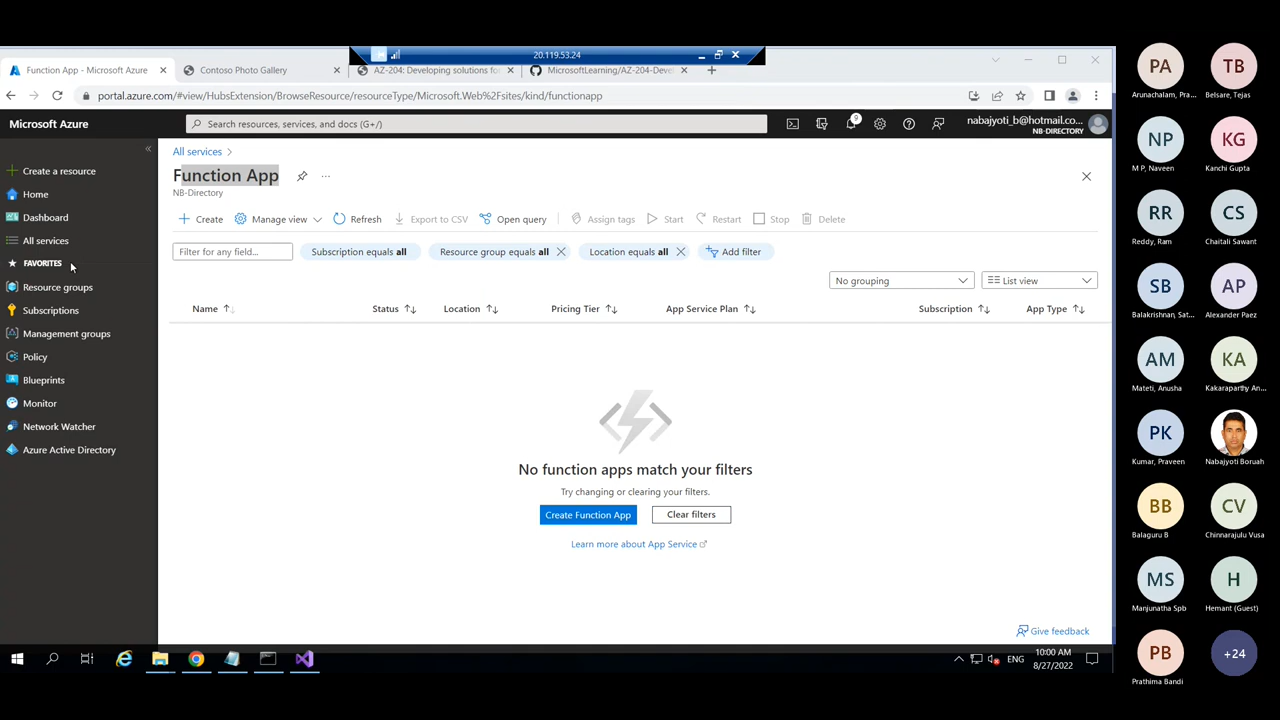 20.119.53.24
Function App - Microsoft Azure
Contoso Photo Gallery
AZ-204: Developing solutions fo
MicrosoftLearning/AZ-204-Deve
portal.azure.com/#view/HubsExtension/BrowseResource/resourceType/Microsoft.Web%2Fsites/kind/functionapp
Microsoft Azure
Search resources, services, and docs (G+/)
9
nabajyoti_b@hotmail.co...
NB-DIRECTORY
Create a resource
Home
Dashboard
All services
FAVORITES
Resource groups
Subscriptions
Management groups
Policy
Blueprints
Monitor
Network Watcher
Azure Active Directory
All services
Function App
NB-Directory
Create
Manage view
Refresh
Export to CSV
Open query
Assign tags
Start
Restart
Stop
Delete
Filter for any field...
Subscription equals all
Resource group equals all
Location equals all
Add filter
No grouping
List view
Name
Status
Location
Pricing Tier
App Service Plan
Subscription
App Type
No function apps match your filters
Try changing or clearing your filters.
Create Function App
Clear filters
Learn more about App Service
Give feedback
ENG
10:00 AM
8/27/2022
PA
Arunachalam, Pra...
TB
Belsare, Tejas
NP
M P, Naveen
KG
Kanchi Gupta
RR
Reddy, Ram
CS
Chaitali Sawant
SB
Balakrishnan, Sat...
AP
Alexander Paez
AM
Mateti, Anusha
KA
Kakaraparthy An...
PK
Kumar, Praveen
Nabajyoti Boruah
BB
Balaguru B
CV
Chinnarajulu Vusa
MS
Manjunatha Spb
H
Hemant (Guest)
PB
Prathima Bandi
+24